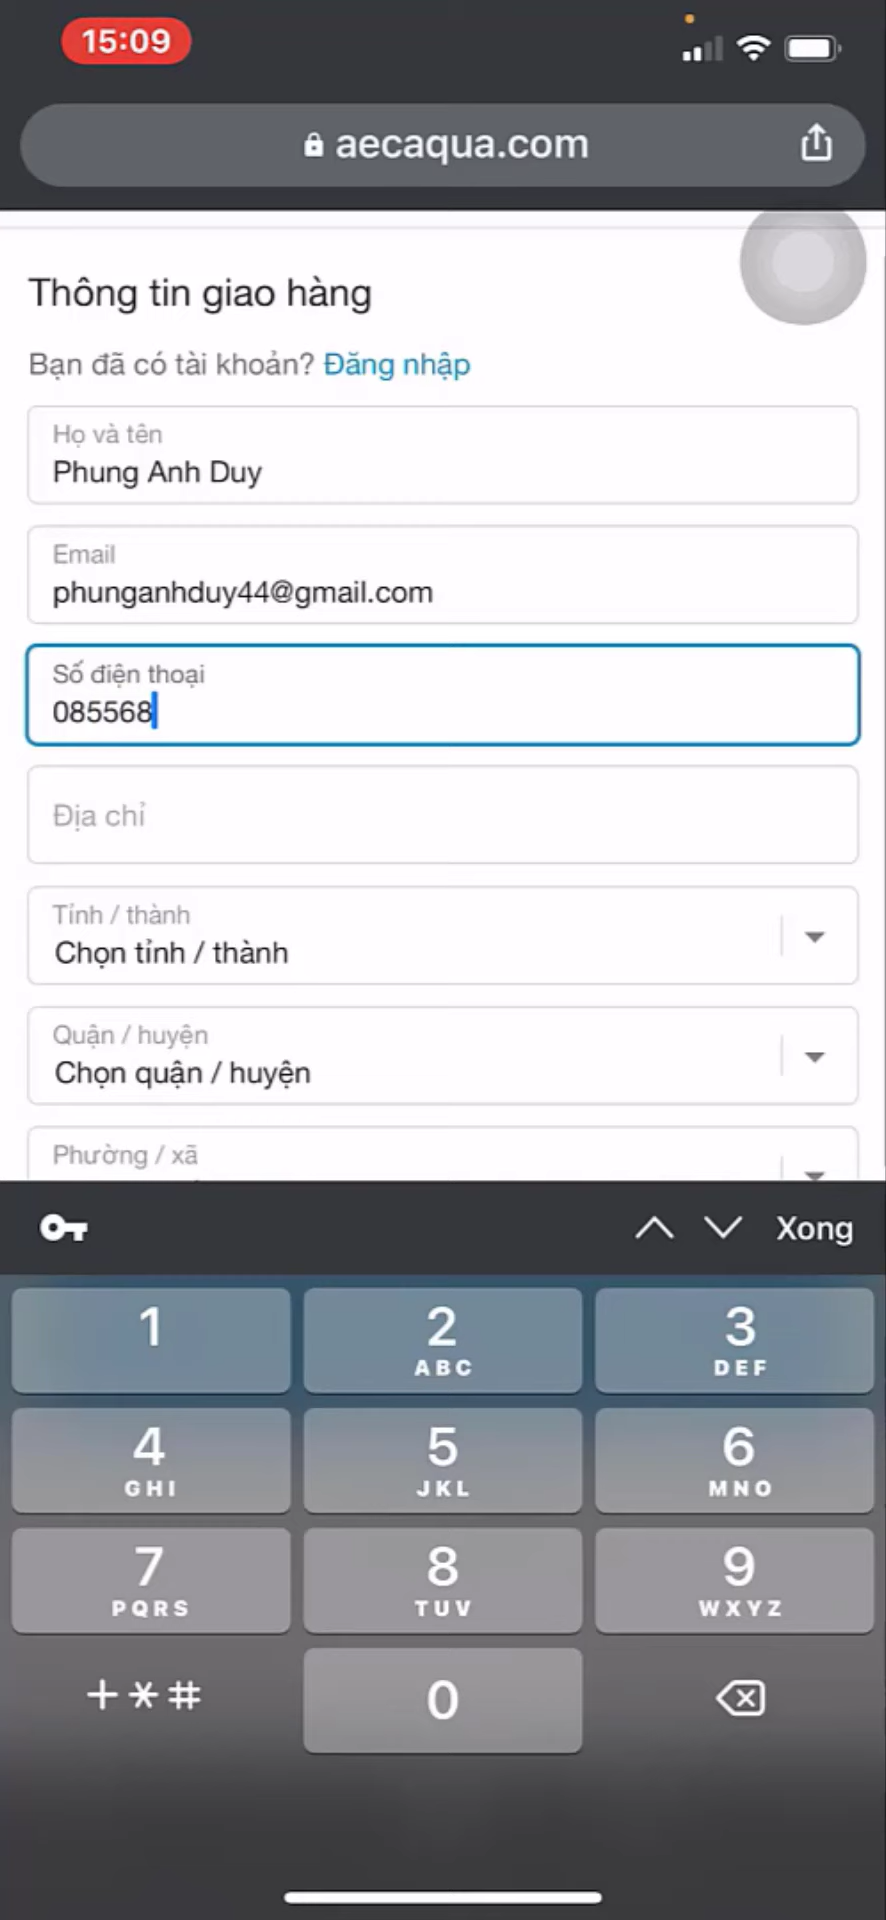 15:09
aecaqua.com
Thông tin giao hàng
Bạn đã có tài khoản? Đăng nhập
Họ và tên
Phung Anh Duy
Email
phunganhduy44@gmail.com
Số điện thoại
085568
Địa chỉ
Tỉnh / thành
Chọn tỉnh / thành
Quận / huyện
Chọn quận / huyện
Phường / xã
Xong
1 2 3
ABC DEF
4 5 6
GHI JKL MNO
7 8 9
PQRS TUV WXYZ
+*# 0